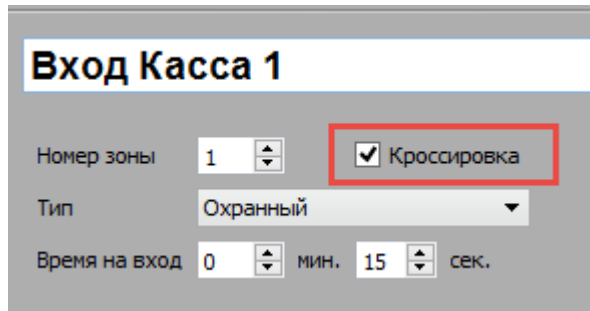 Вход Касса 1
Номер зоны 1 Кроссировка
Тип Охранный
Время на вход 0 мин. 15 сек.